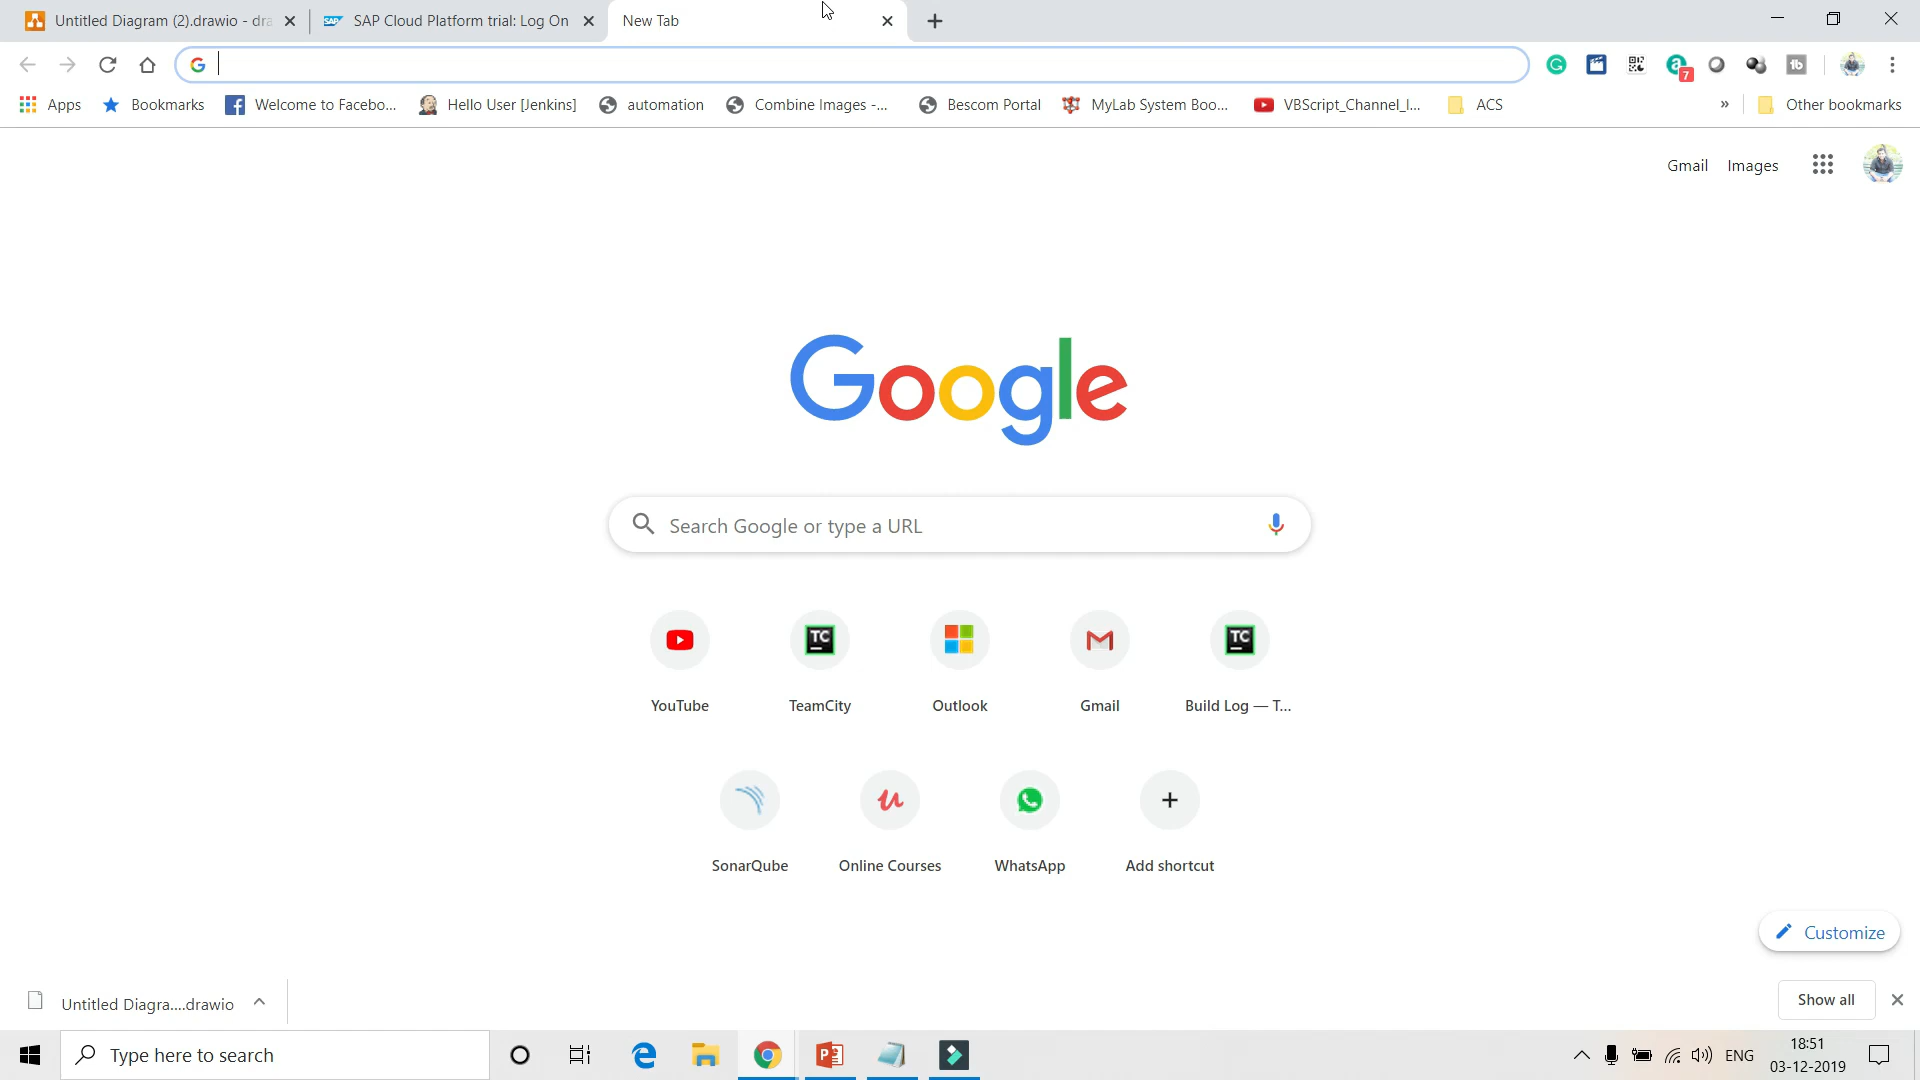 Untitled Diagram (2).drawio - dra
SAP Cloud Platform trial: Log On
New Tab
7
Apps
Bookmarks
Welcome to Facebo...
Hello User [Jenkins]
automation
Combine Images -...
Bescom Portal
MyLab System Boo...
VBScript_Channel_I...
ACS
»
Other bookmarks
Gmail
Images
Google
Search Google or type a URL
TC
TC
YouTube
TeamCity
Outlook
Gmail
Build Log — T...
SonarQube
Online Courses
WhatsApp
Add shortcut
Customize
Untitled Diagra....drawio
Show all
Type here to search
ENG
18:51
03-12-2019